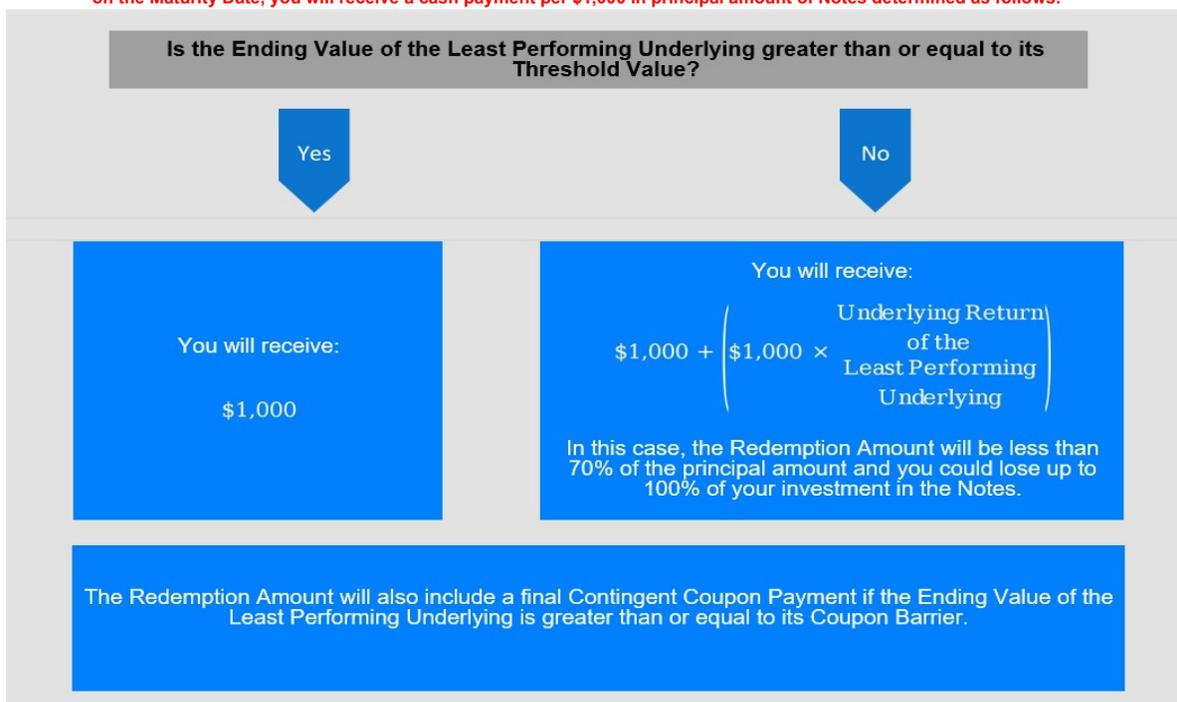 on the Maturity Date, you will receive a cash payment per $1,000 in principal amount of Notes determined as follows:
Is the Ending Value of the Least Performing Underlying greater than or equal to its
Threshold Value?
Yes
No
You will receive:
$1,000
You will receive:
$1,000 + ($1,000 × Underlying Return
of the
Least Performing
Underlying)
In this case, the Redemption Amount will be less than
70% of the principal amount and you could lose up to
100% of your investment in the Notes.
The Redemption Amount will also include a final Contingent Coupon Payment if the Ending Value of the
Least Performing Underlying is greater than or equal to its Coupon Barrier.